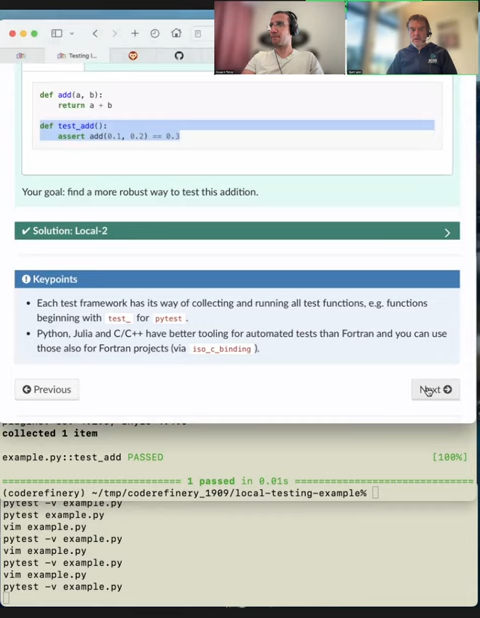 Testing l...
def add(a, b):
return a + b
def test_add():
assert add(0.1, 0.2) == 0.3
Your goal: find a more robust way to test this addition.
✔ Solution: Local-2
Keypoints
• Each test framework has its way of collecting and running all test functions, e.g. functions
beginning with test_ for pytest .
• Python, Julia and C/C++ have better tooling for automated tests than Fortran and you can use
those also for Fortran projects (via iso_c_binding ).
Previous
Next
collected 1 item
example.py::test_add PASSED [100%]
============================ 1 passed in 0.01s ============================
(coderefinery) ~/tmp/coderefinery_1909/local-testing-example%
pytest -v example.py
pytest example.py
vim example.py
pytest -v example.py
vim example.py
pytest -v example.py
vim example.py
pytest -v example.py